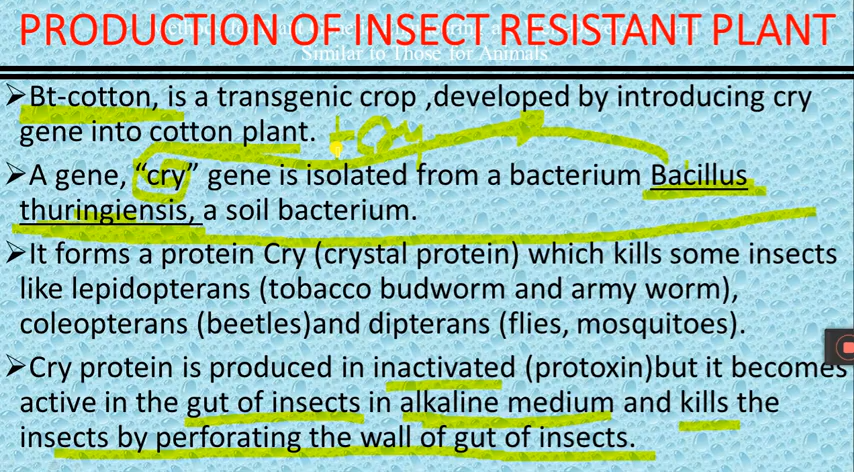 PRODUCTION OF INSECT RESISTANT PLANT
Similar to Those for Animals
➢Bt-cotton, is a transgenic crop ,developed by introducing cry
gene into cotton plant.
➢A gene, “cry” gene is isolated from a bacterium Bacillus
thuringiensis, a soil bacterium.
➢It forms a protein Cry (crystal protein) which kills some insects
like lepidopterans (tobacco budworm and army worm),
coleopterans (beetles)and dipterans (flies, mosquitoes).
➢Cry protein is produced in inactivated (protoxin)but it becomes
active in the gut of insects in alkaline medium and kills the
insects by perforating the wall of gut of insects.